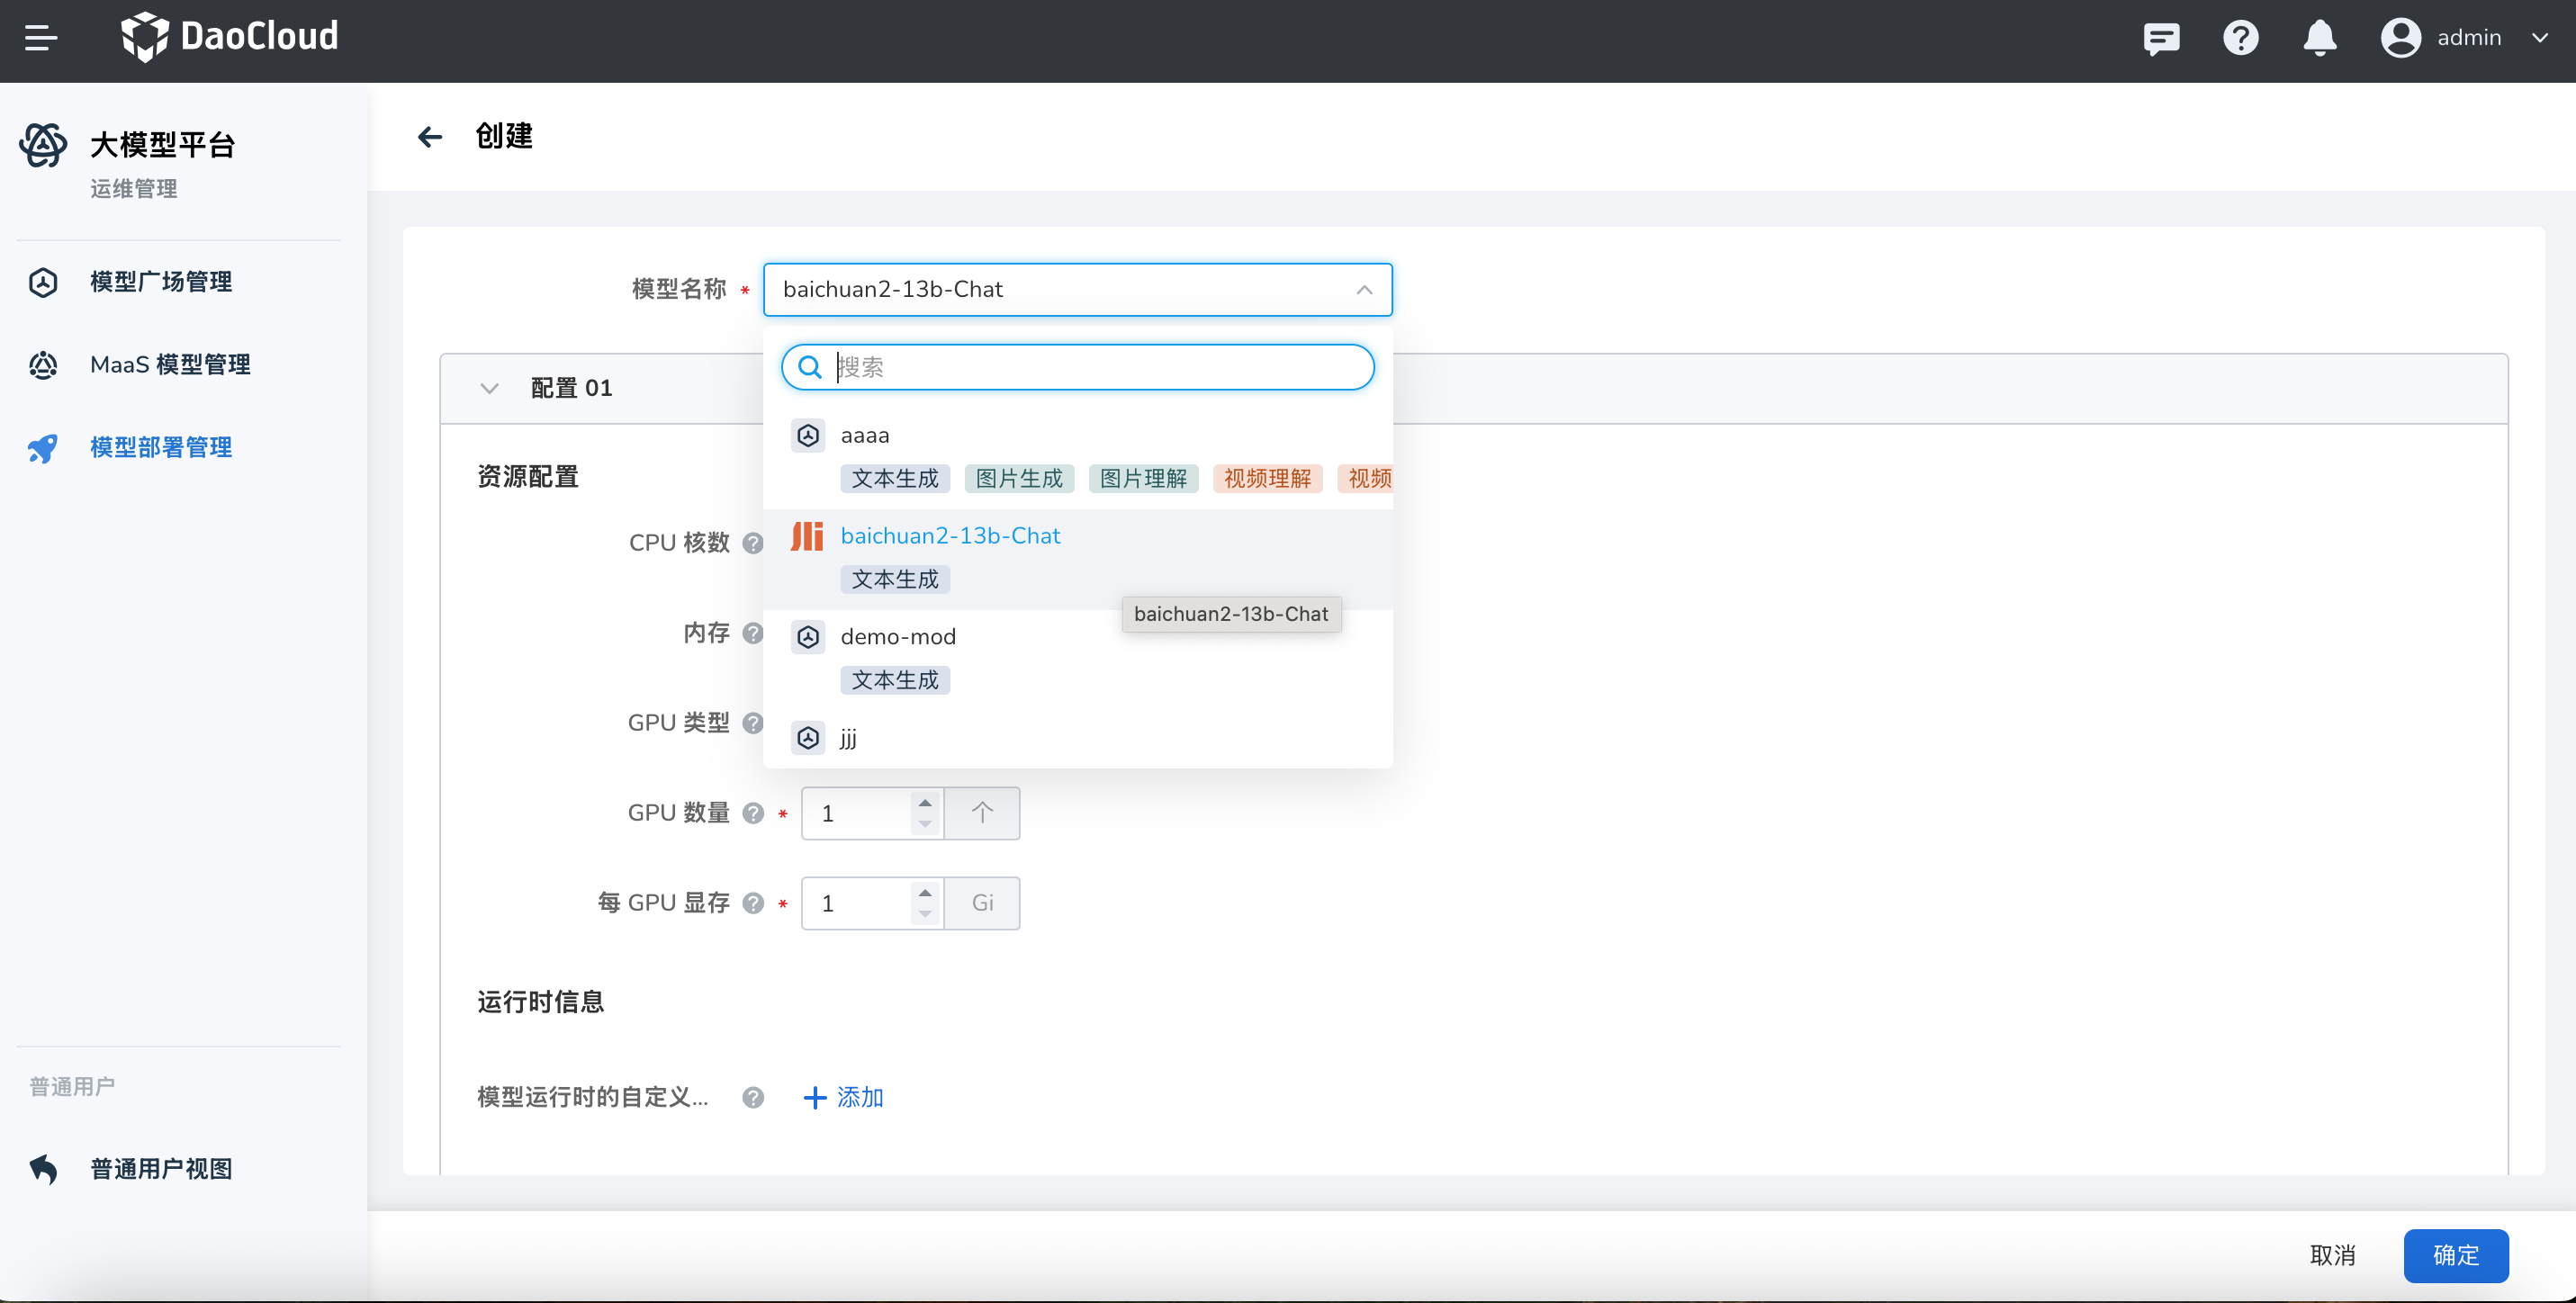 DaoCloud
admin
大模型平台
运维管理
模型广场管理
MaaS 模型管理
模型部署管理
普通用户
普通用户视图
创建
模型名称 * baichuan2-13b-Chat
搜索
aaaa
文本生成 图片生成 图片理解 视频理解 视频
baichuan2-13b-Chat
文本生成
baichuan2-13b-Chat
demo-mod
文本生成
jjj
配置 01
资源配置
CPU 核数 ?
内存 ?
GPU 类型 ?
GPU 数量 ? * 1 个
每 GPU 显存 ? * 1 Gi
运行时信息
模型运行时的自定义... ? + 添加
取消 确定